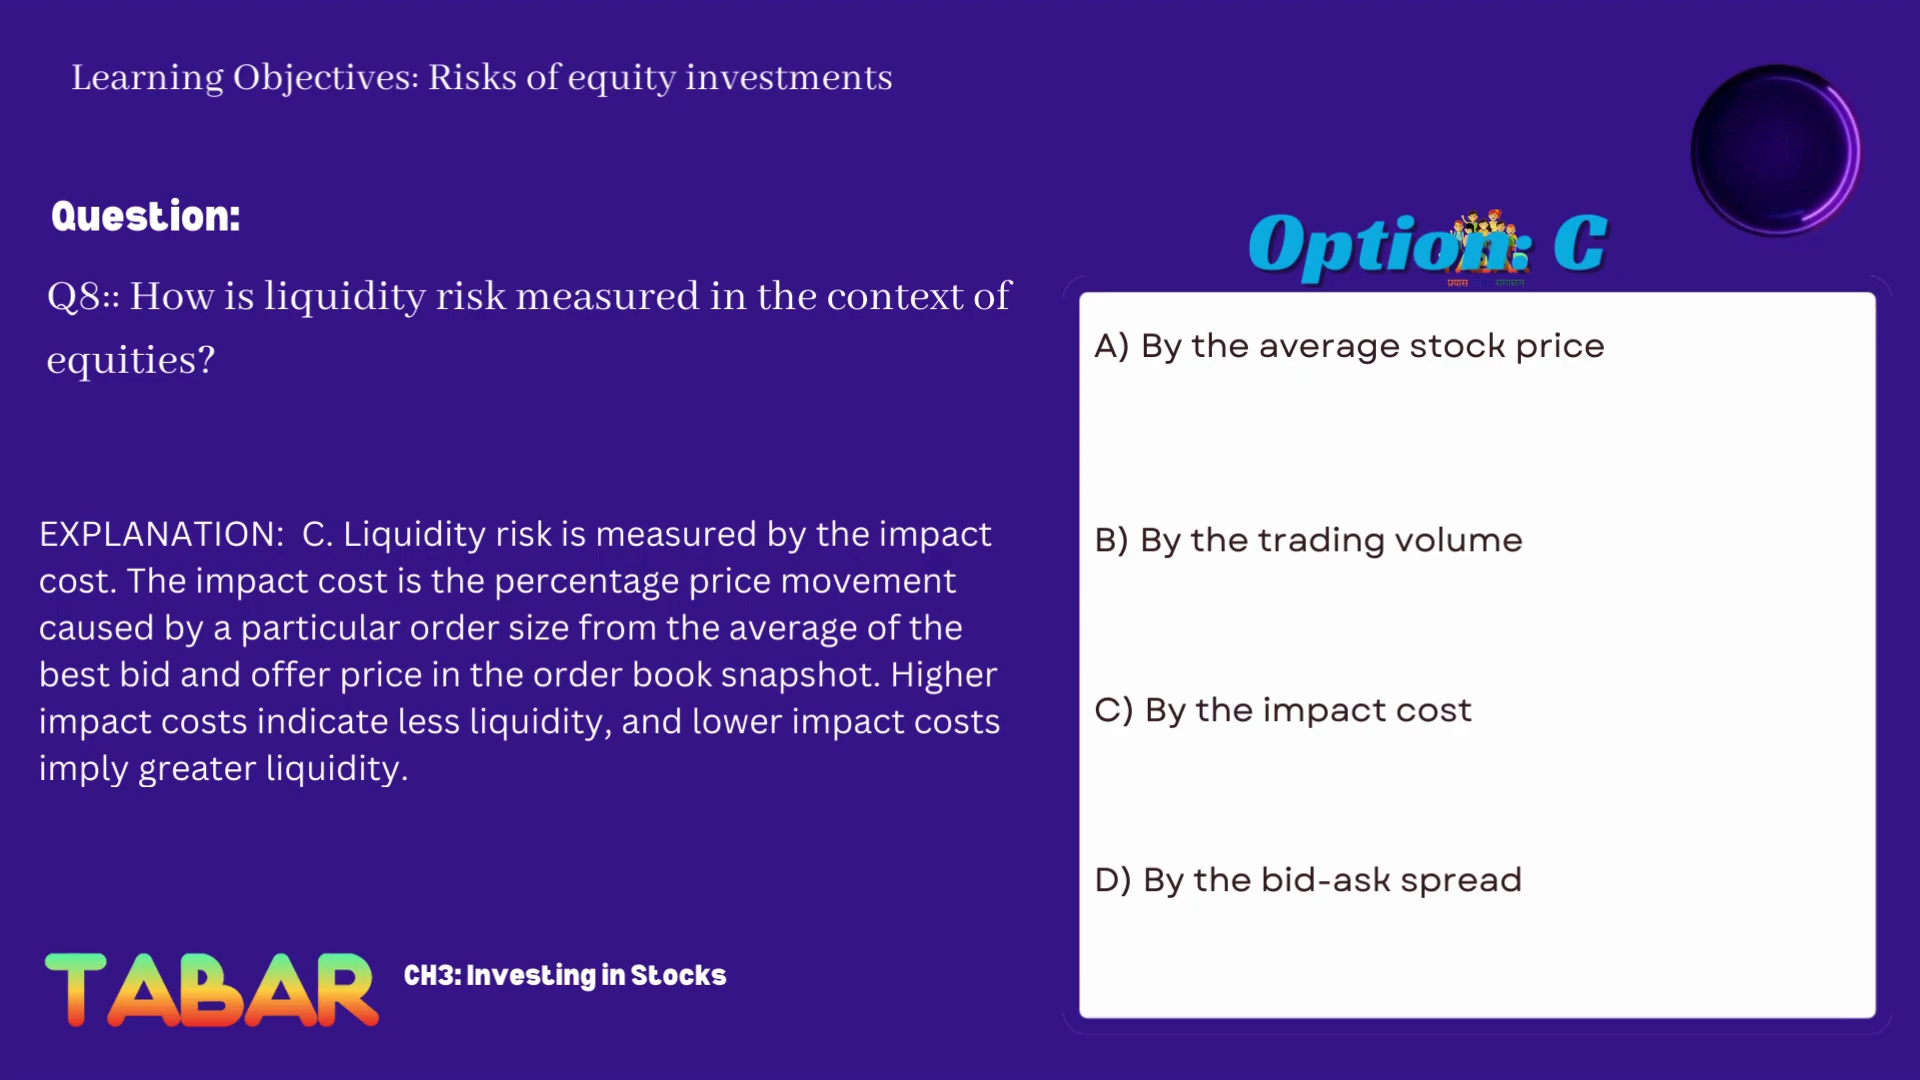 Learning Objectives: Risks of equity investments
Question:
Q8:: How is liquidity risk measured in the context of
equities?
EXPLANATION:  C. Liquidity risk is measured by the impact
cost. The impact cost is the percentage price movement
caused by a particular order size from the average of the
best bid and offer price in the order book snapshot. Higher
impact costs indicate less liquidity, and lower impact costs
imply greater liquidity.
TABAR
CH3: Investing in Stocks
Option: C
प्रयास समाधान
A) By the average stock price
B) By the trading volume
C) By the impact cost
D) By the bid-ask spread